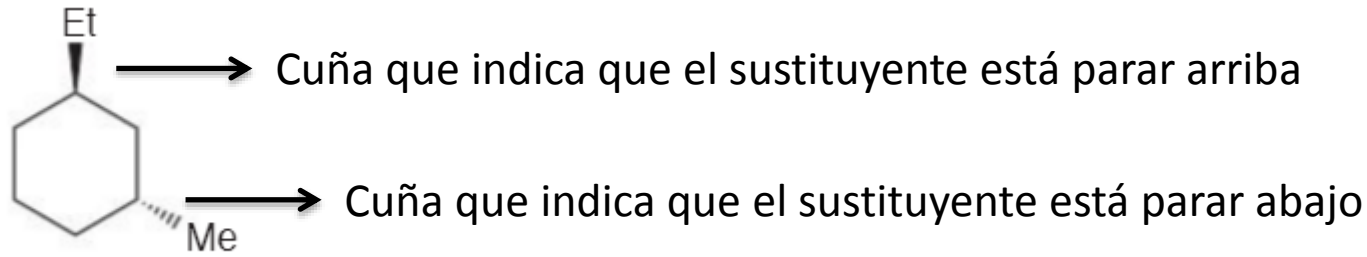 Et
Cuña que indica que el sustituyente está parar arriba
Cuña que indica que el sustituyente está parar abajo
Me